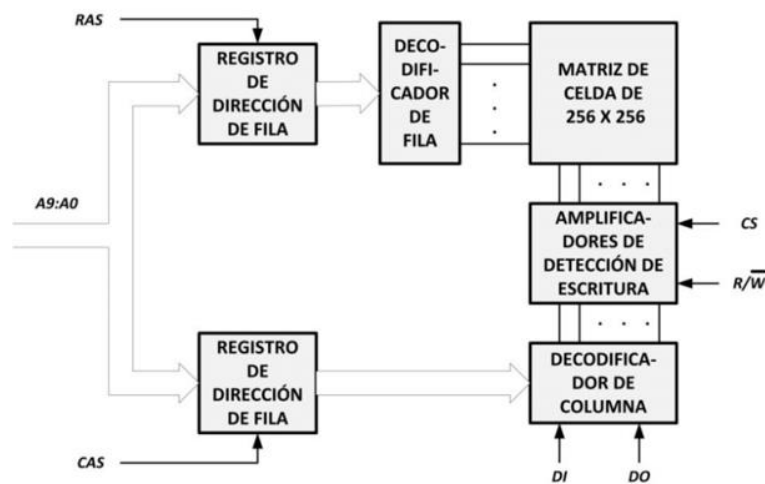 RAS
REGISTRO
DE
DIRECCIÓN
DE FILA
DECO-
DIFI-
CADOR
DE
FILA
MATRIZ DE
CELDA DE
256 X 256
A9:A0
AMPLIFICA-
DORES DE
DETECCIÓN DE
ESCRITURA
CS
R/W̅
REGISTRO
DE
DIRECCIÓN
DE FILA
DECODIFICA-
DOR DE
COLUMNA
CAS
DI
DO